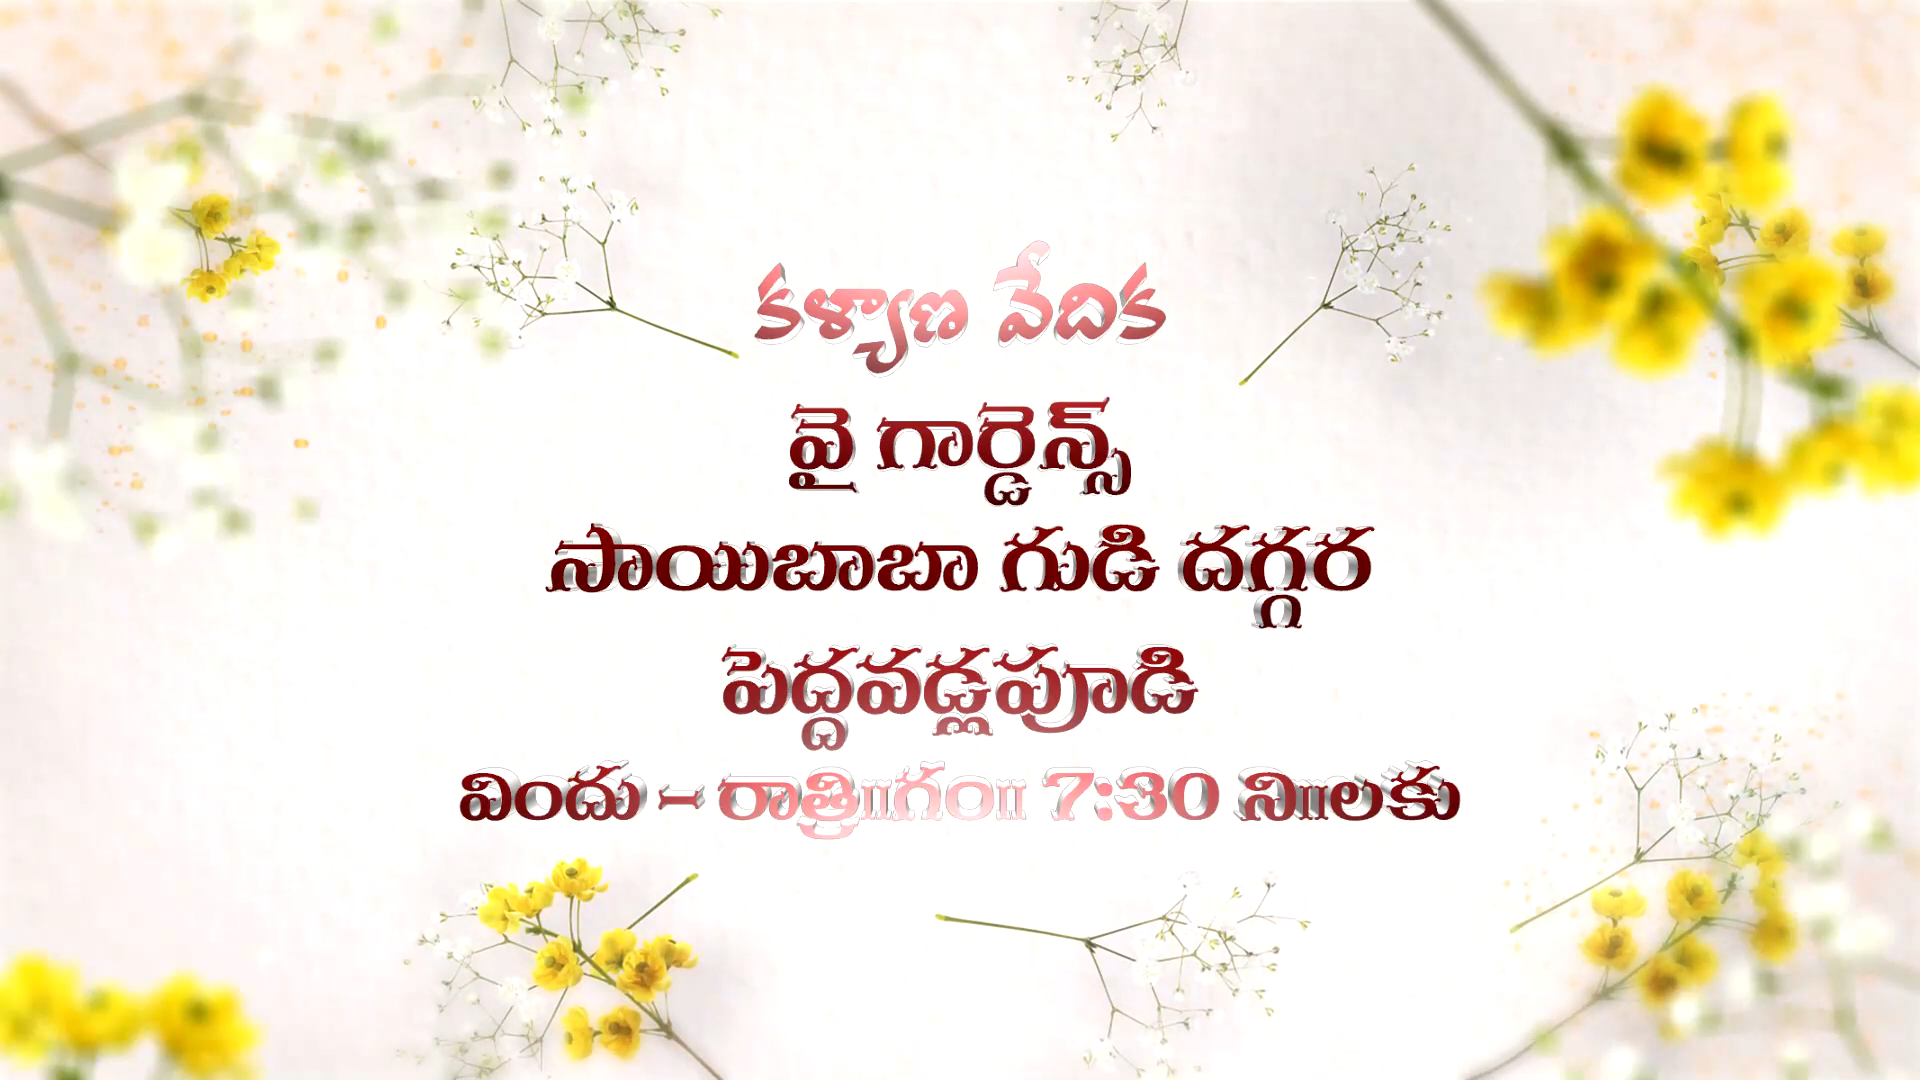 కళ్యాణ వేదిక
వై గార్డెన్స్
సాయిబాబా గుడి దగ్గర
పెద్దవడ్లపూడి
విందు - రాత్రి॥గం॥ 7:30 ని॥లకు